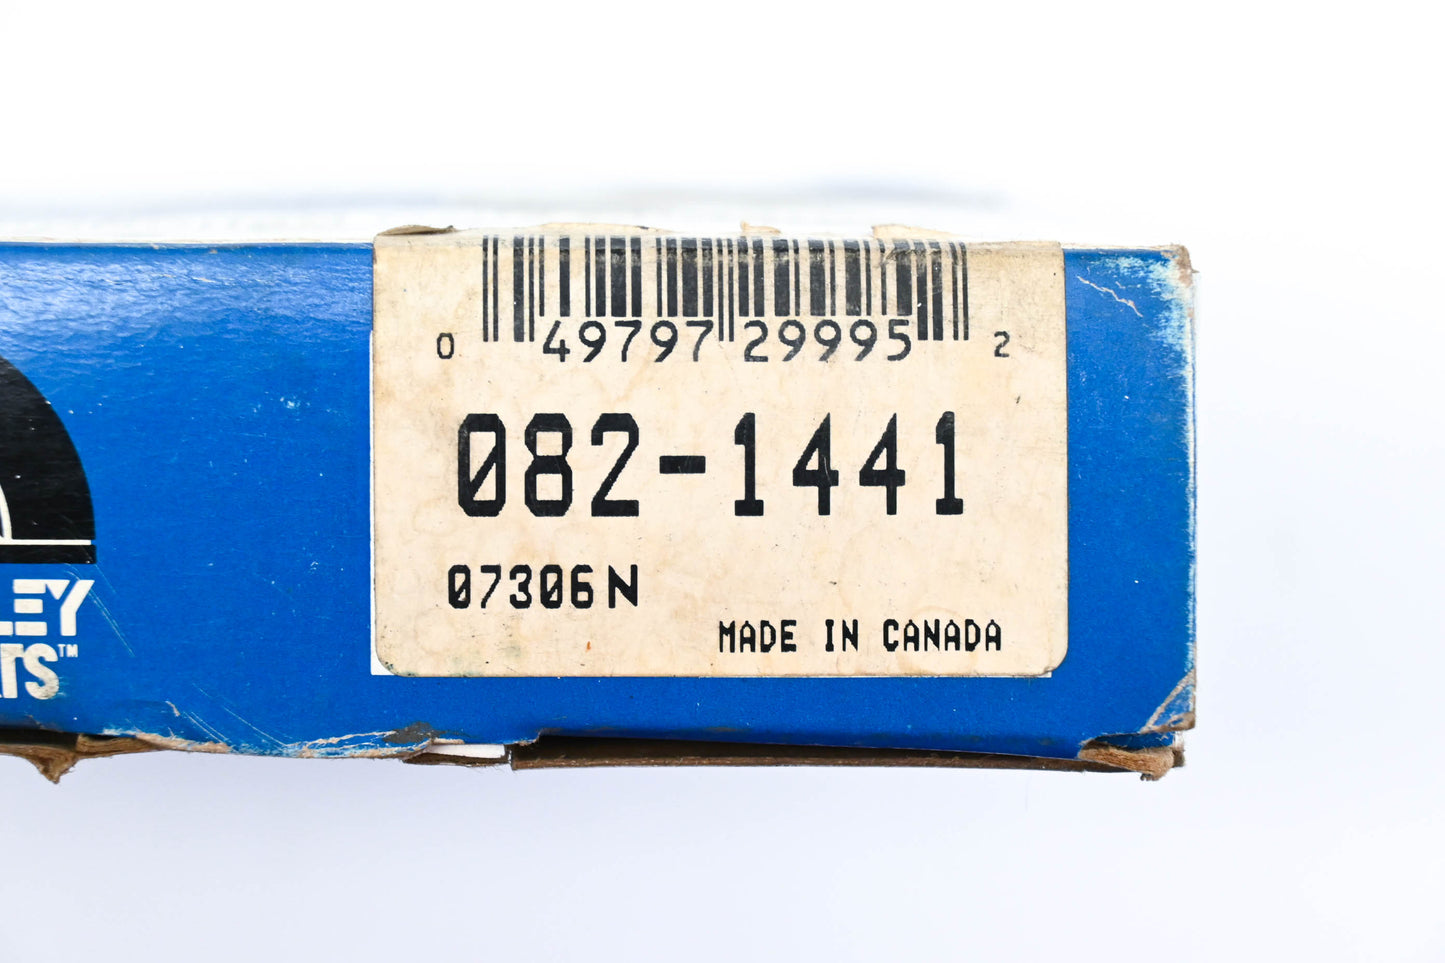 0 49797 29995 2
082-1441
07306N
MADE IN CANADA
LEY
TS™